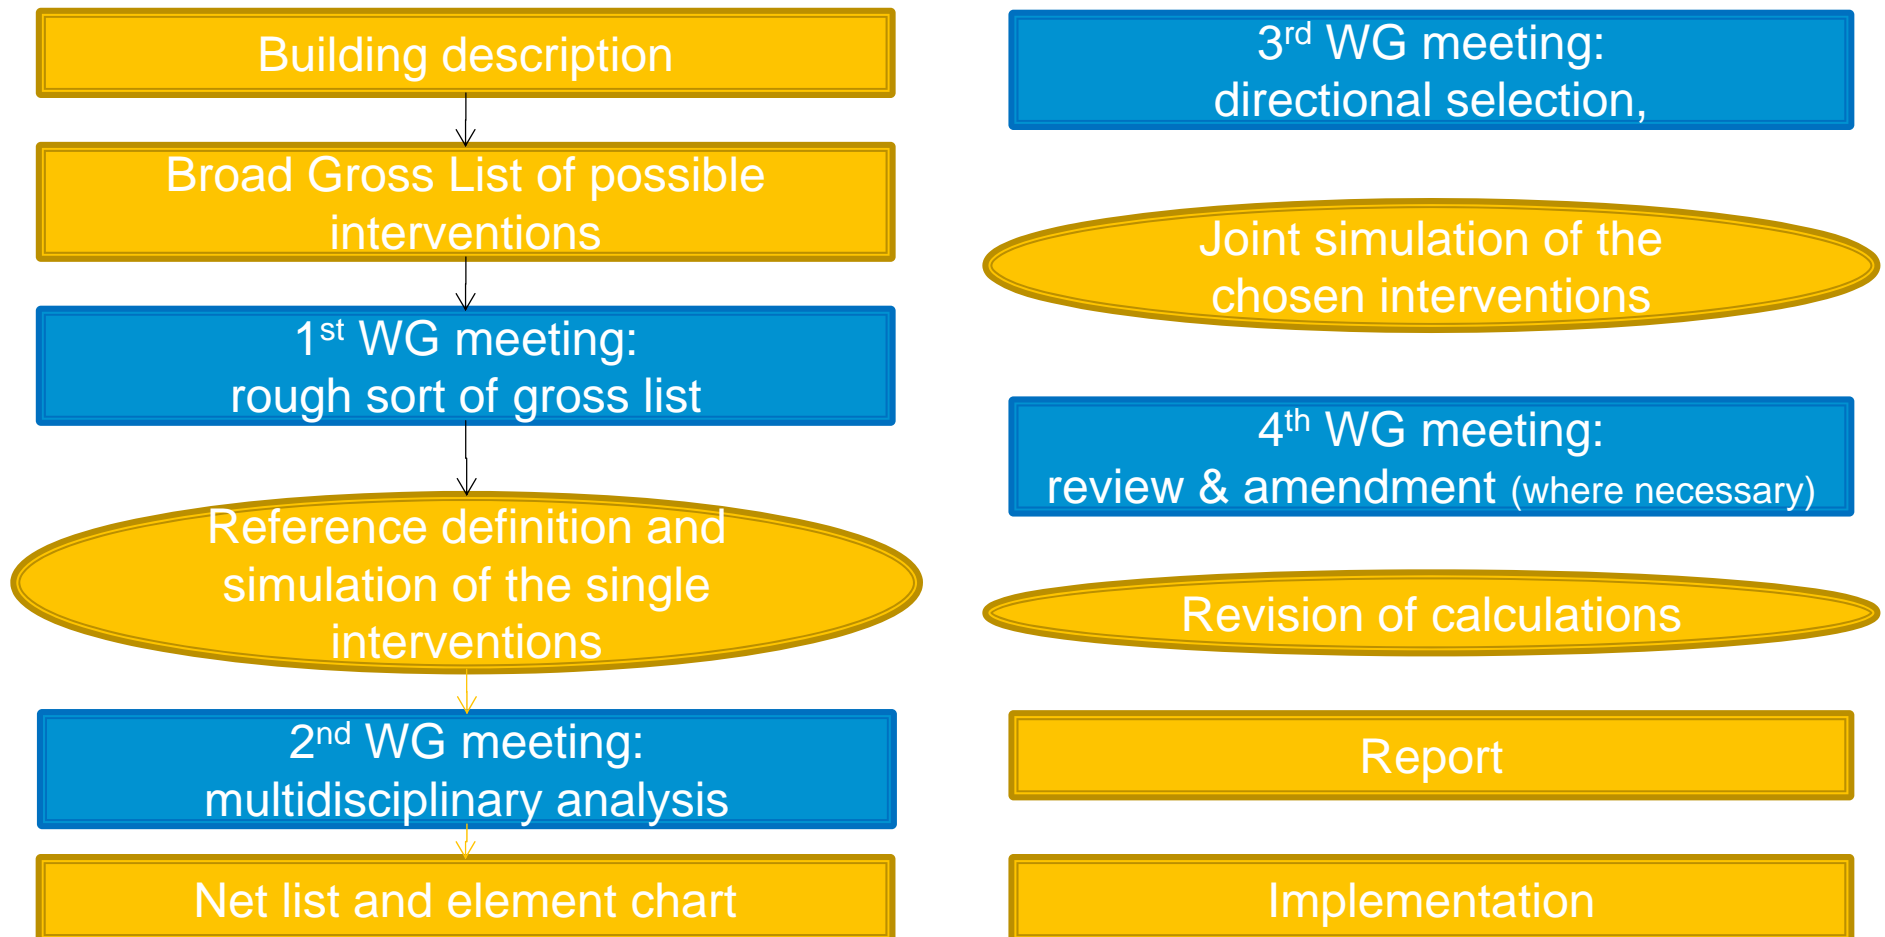 Building description
Broad Gross List of possible
interventions
1st WG meeting:
rough sort of gross list
Reference definition and
simulation of the single
interventions
2nd WG meeting:
multidisciplinary analysis
Net list and element chart
3rd WG meeting:
directional selection,
Joint simulation of the
chosen interventions
4th WG meeting:
review & amendment (where necessary)
Revision of calculations
Report
Implementation